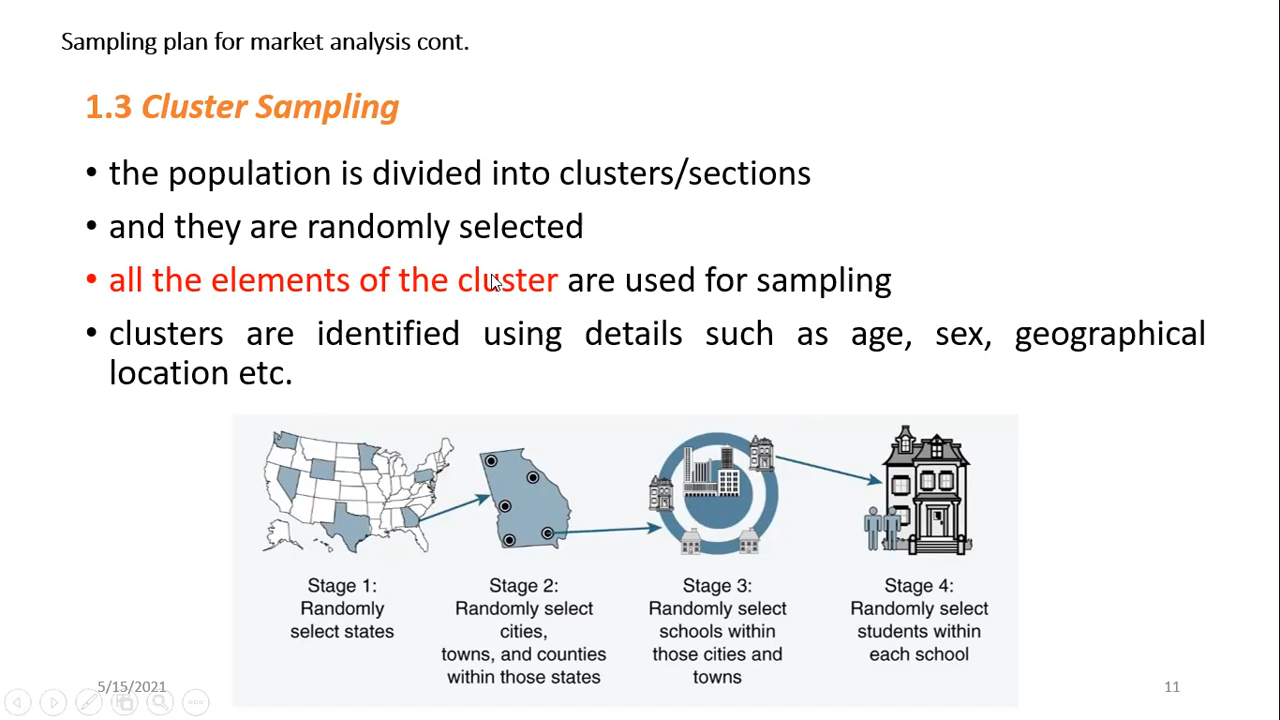 Sampling plan for market analysis cont.
1.3 Cluster Sampling
• the population is divided into clusters/sections
• and they are randomly selected
• all the elements of the cluster are used for sampling
• clusters are identified using details such as age, sex, geographical
location etc.
Stage 1:
Randomly
select states
Stage 2:
Randomly select
cities,
towns, and counties
within those states
Stage 3:
Randomly select
schools within
those cities and
towns
Stage 4:
Randomly select
students within
each school
5/15/2021
11